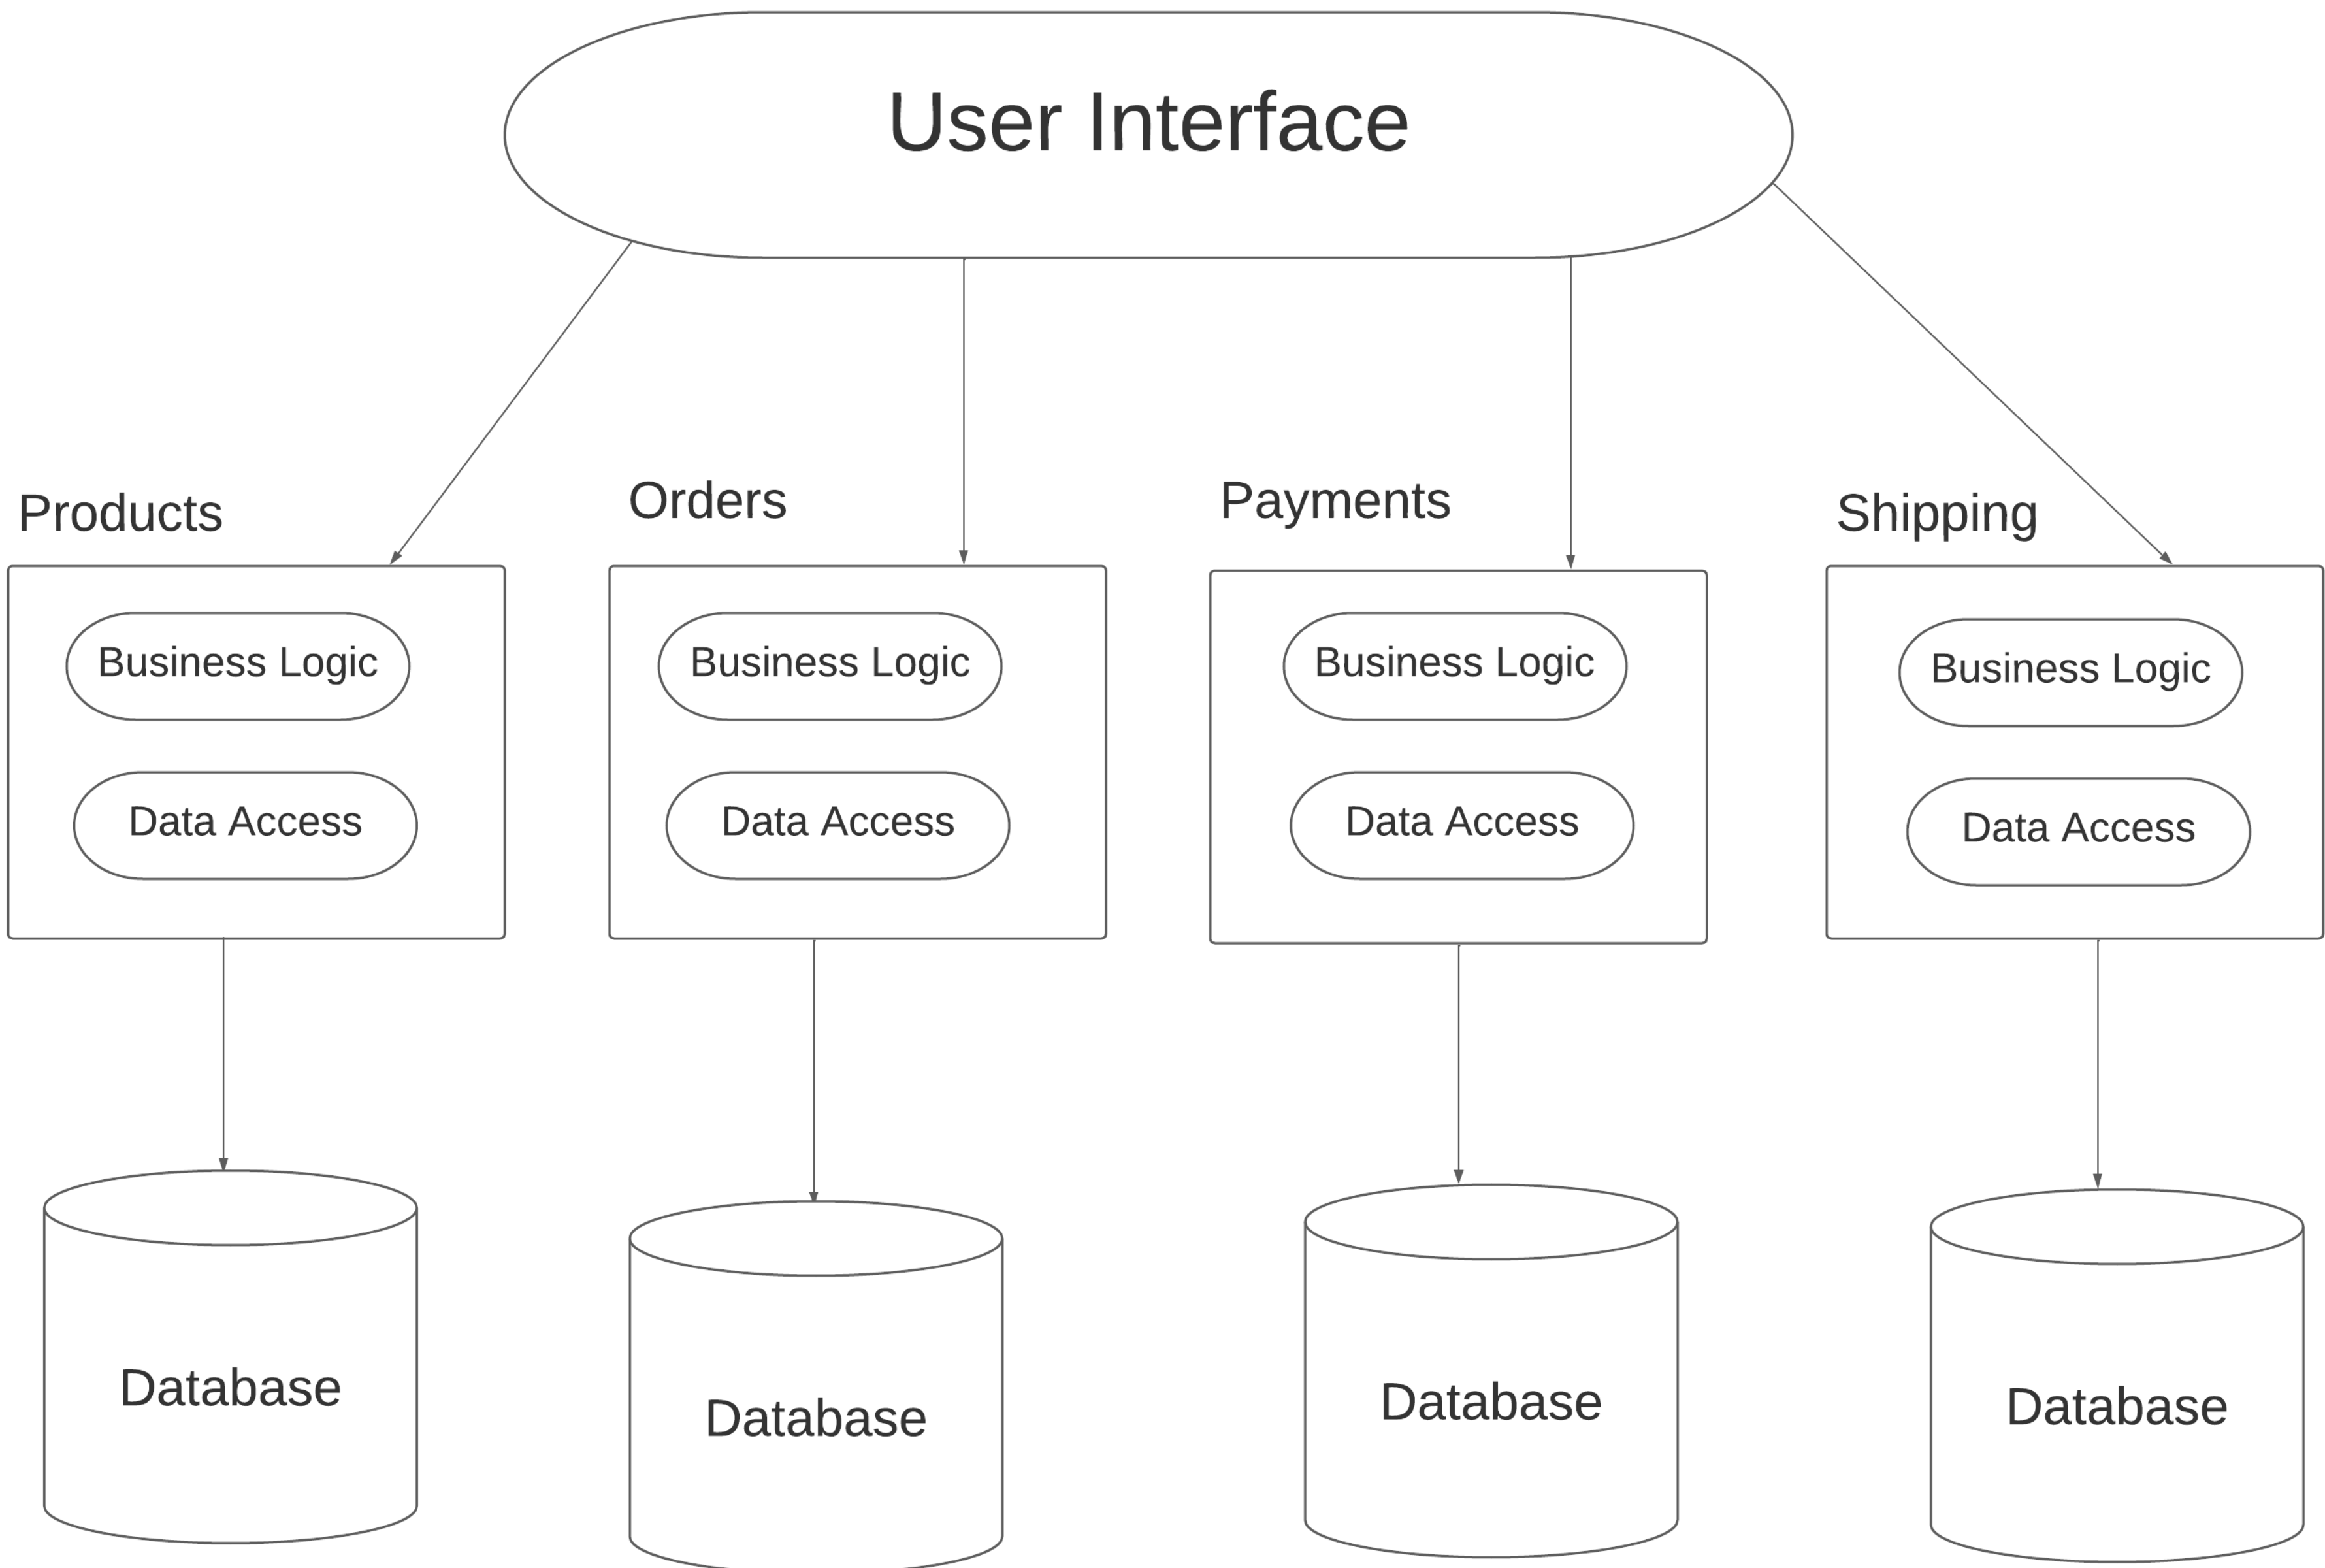 User Interface
Products
Orders
Payments
Shipping
Business Logic
Business Logic
Business Logic
Business Logic
Data Access
Data Access
Data Access
Data Access
Database
Database
Database
Database